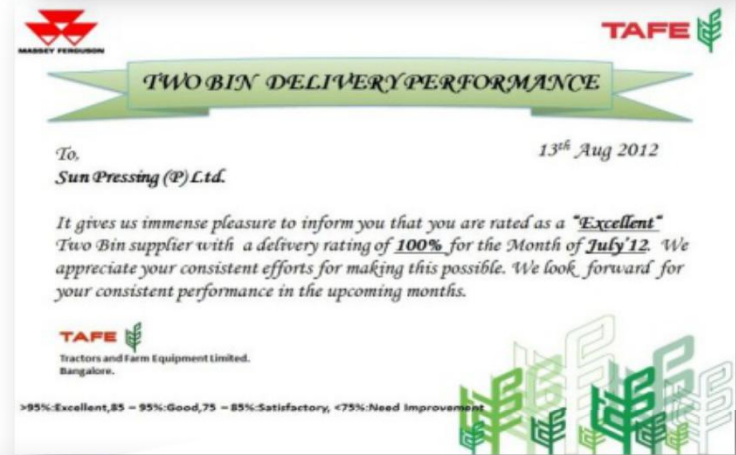 MASSEY FERGUSON
TAFE
TWO BIN DELIVERY PERFORMANCE
To,
13th Aug 2012
Sun Pressing (P) Ltd.
It gives us immense pleasure to inform you that you are rated as a "Excellent"
Two Bin supplier with a delivery rating of 100% for the Month of July'12. We
appreciate your consistent efforts for making this possible. We look forward for
your consistent performance in the upcoming months.
TAFE
Tractors and Farm Equipment Limited.
Bangalore.
>95%:Excellent,85 – 95%:Good,75 – 85%:Satisfactory, <75%:Need Improvement